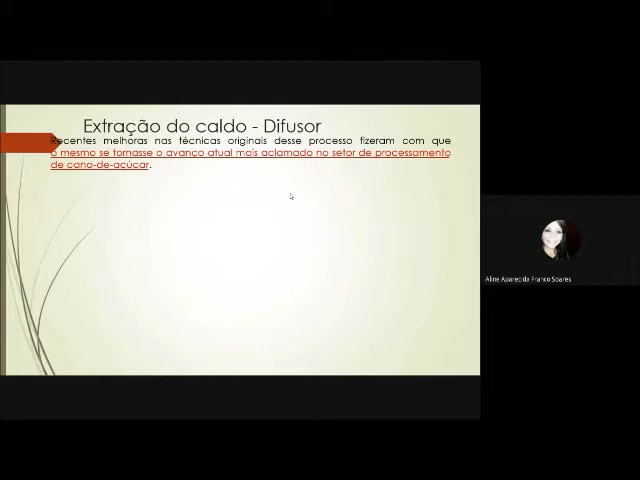 Extração do caldo - Difusor
Recentes melhoras nas técnicas originais desse processo fizeram com que
o mesmo se tornasse o avanço atual mais aclamado no setor de processamento
de cana-de-açúcar.
Aline Aparecida Franco Soares